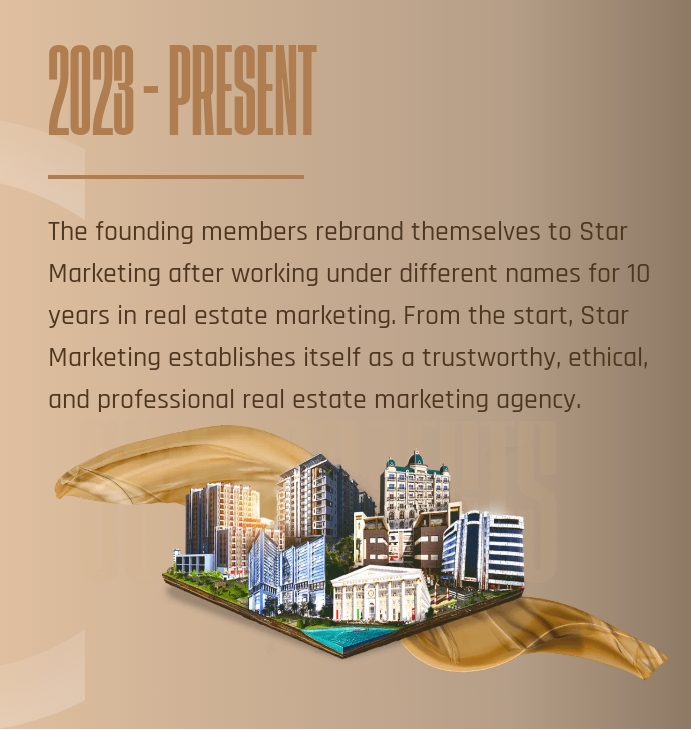 2023 - PRESENT
The founding members rebrand themselves to Star
Marketing after working under different names for 10
years in real estate marketing. From the start, Star
Marketing establishes itself as a trustworthy, ethical,
and professional real estate marketing agency.